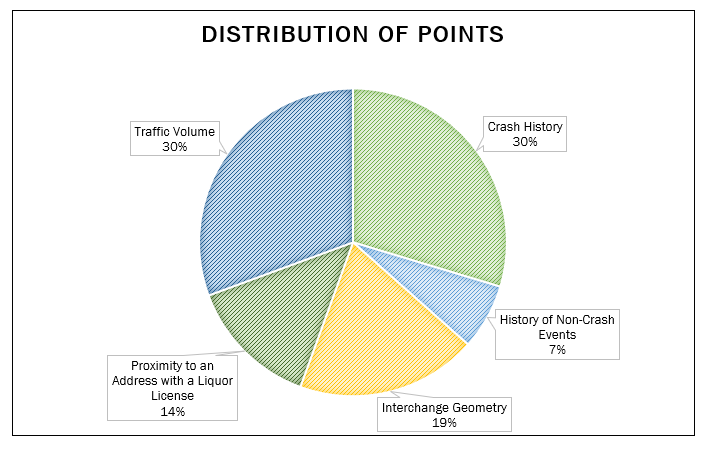 DISTRIBUTION OF POINTS
Traffic Volume
30%
Crash History
30%
History of Non-Crash
Events
7%
Proximity to an
Address with a Liquor
License
14%
Interchange Geometry
19%